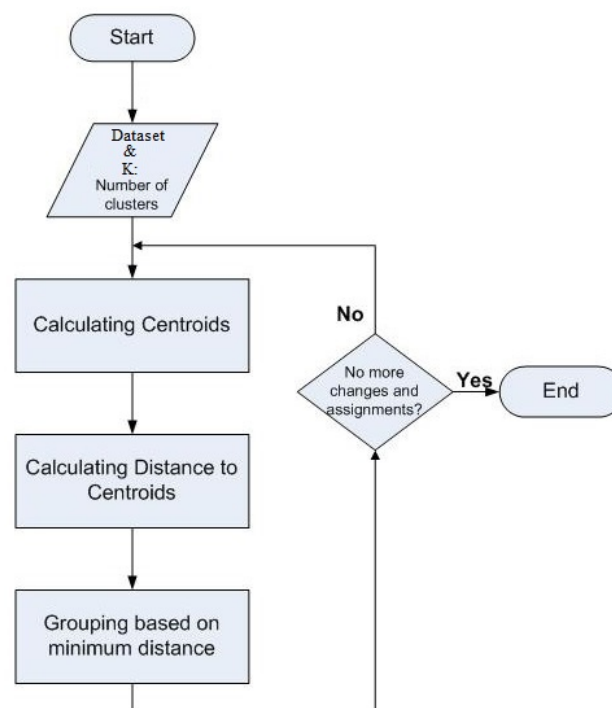 Start
Dataset
&
K:
Number of
clusters
Calculating Centroids
Calculating Distance to
Centroids
Grouping based on
minimum distance
No more
changes and
assignments?
No
Yes
End